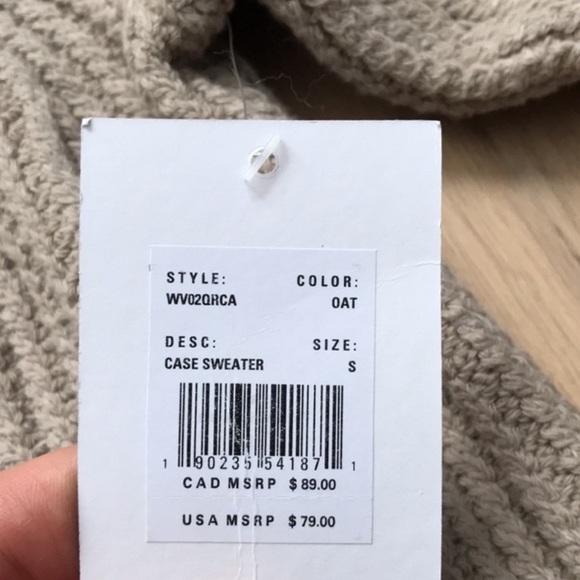 STYLE: COLOR:
WV02QRCA OAT
DESC: SIZE:
CASE SWEATER S
1 90235 54187 1
CAD MSRP $89.00
USA MSRP $79.00